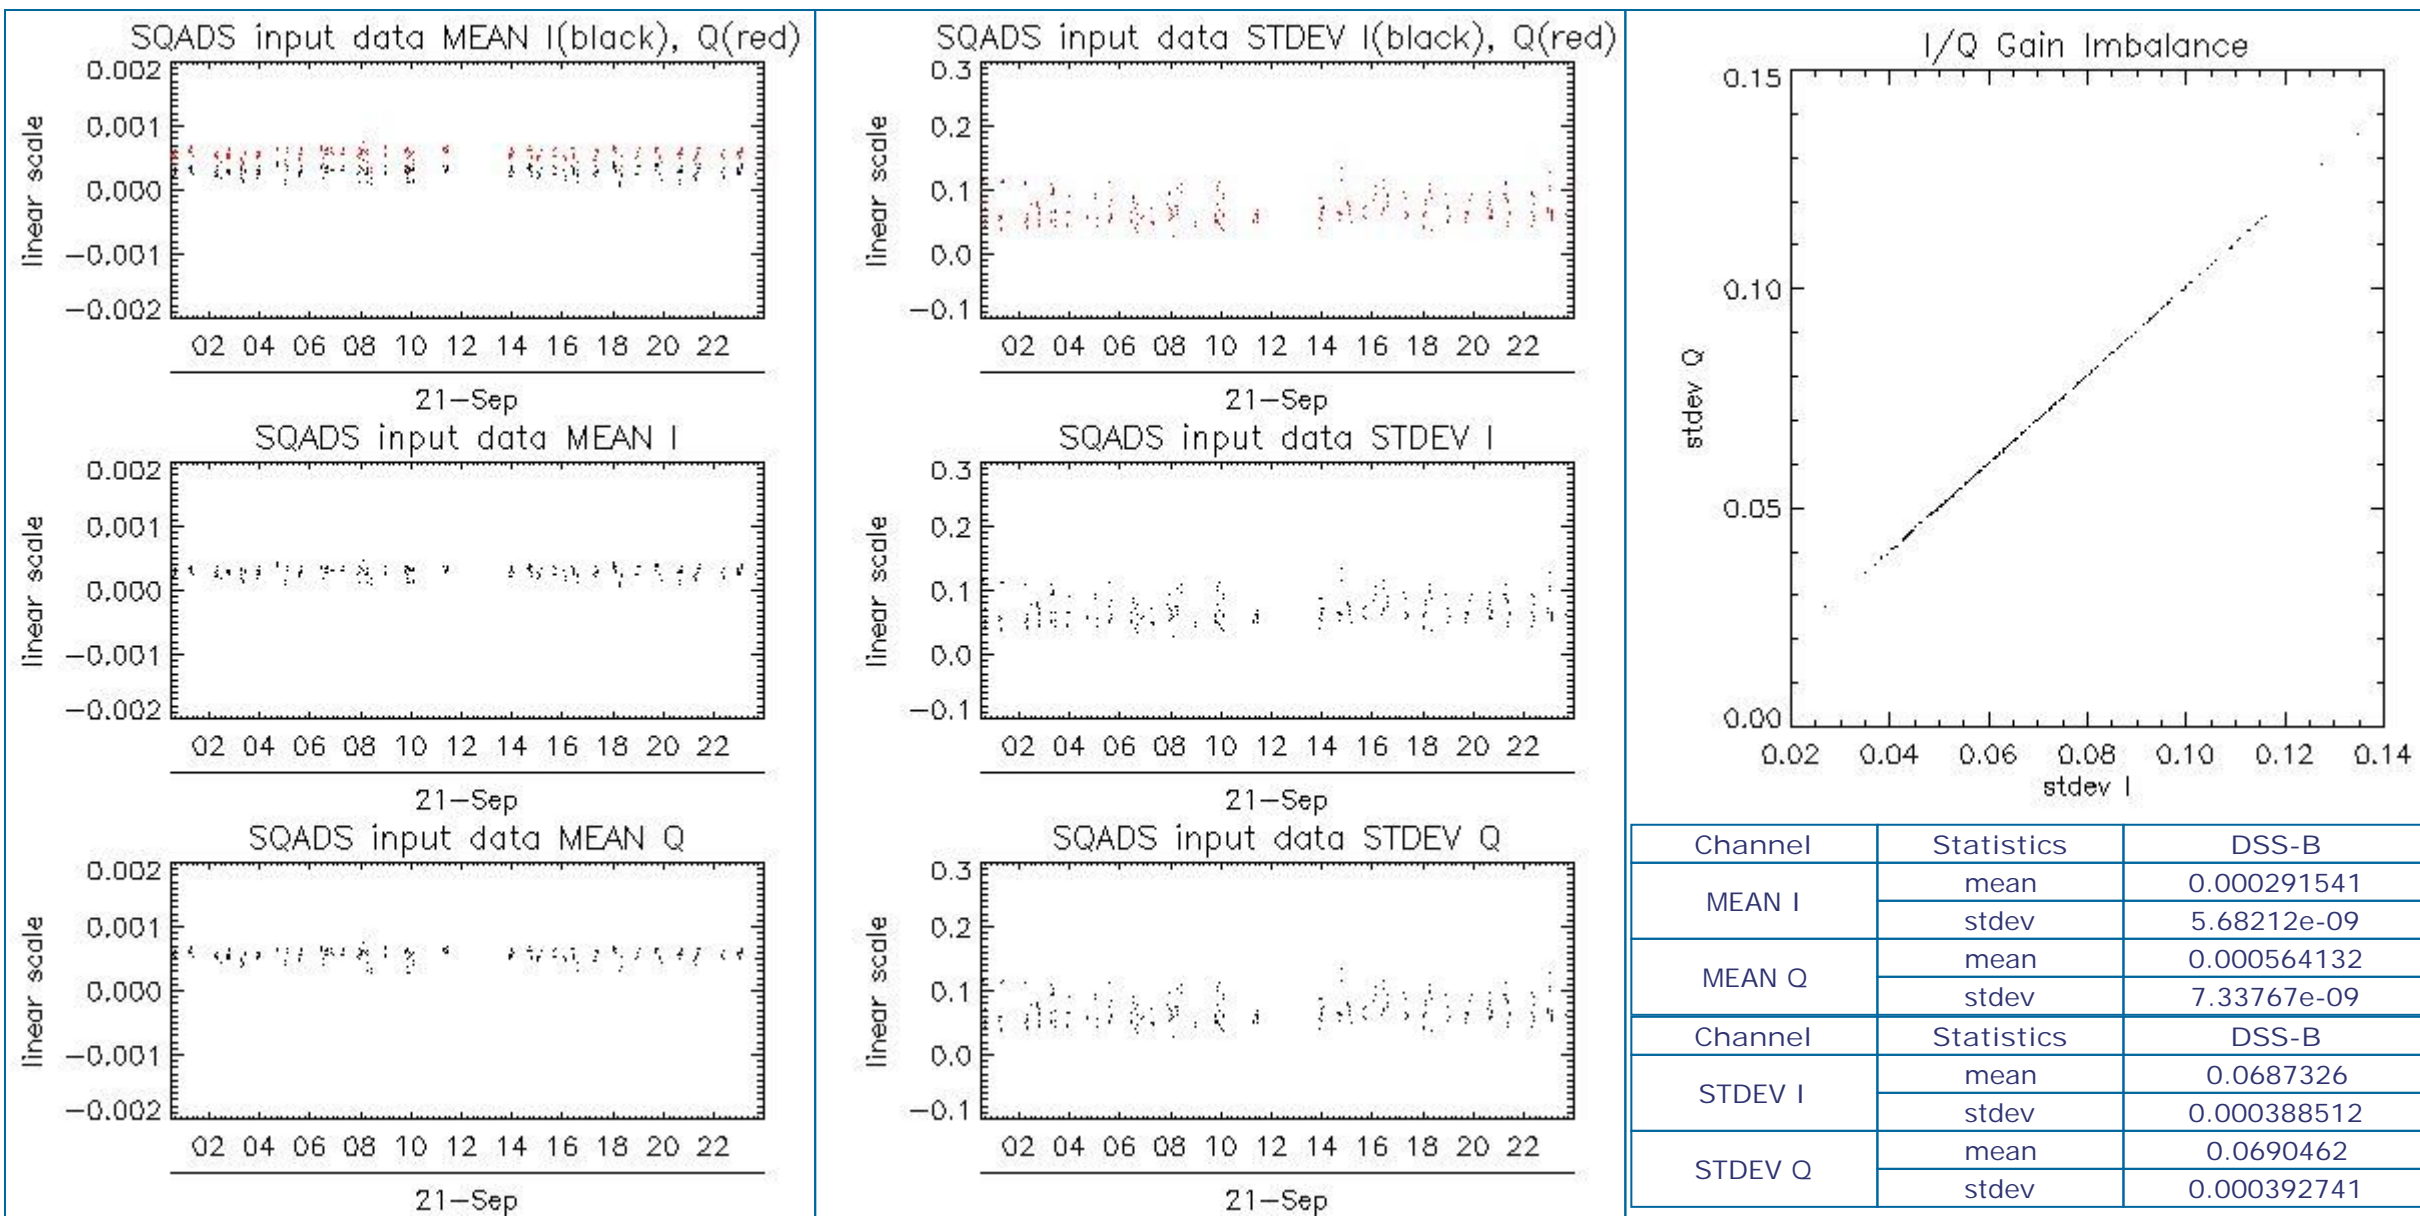 SQADS input data MEAN I(black), Q(red)
0.002
0.001
0.000
−0.001
−0.002
linear scale
02 04 06 08 10 12 14 16 18 20 22
21−Sep
SQADS input data MEAN I
0.002
0.001
0.000
−0.001
−0.002
linear scale
02 04 06 08 10 12 14 16 18 20 22
21−Sep
SQADS input data MEAN Q
0.002
0.001
0.000
−0.001
−0.002
linear scale
02 04 06 08 10 12 14 16 18 20 22
21−Sep
SQADS input data STDEV I(black), Q(red)
0.3
0.2
0.1
0.0
−0.1
linear scale
02 04 06 08 10 12 14 16 18 20 22
21−Sep
SQADS input data STDEV I
0.3
0.2
0.1
0.0
−0.1
linear scale
02 04 06 08 10 12 14 16 18 20 22
21−Sep
SQADS input data STDEV Q
0.3
0.2
0.1
0.0
−0.1
linear scale
02 04 06 08 10 12 14 16 18 20 22
21−Sep
I/Q Gain Imbalance
0.15
0.10
0.05
0.00
stdev Q
0.02 0.04 0.06 0.08 0.10 0.12 0.14
stdev I
Channel Statistics DSS-B
MEAN I mean 0.000291541
stdev 5.68212e-09
MEAN Q mean 0.000564132
stdev 7.33767e-09
Channel Statistics DSS-B
STDEV I mean 0.0687326
stdev 0.000388512
STDEV Q mean 0.0690462
stdev 0.000392741